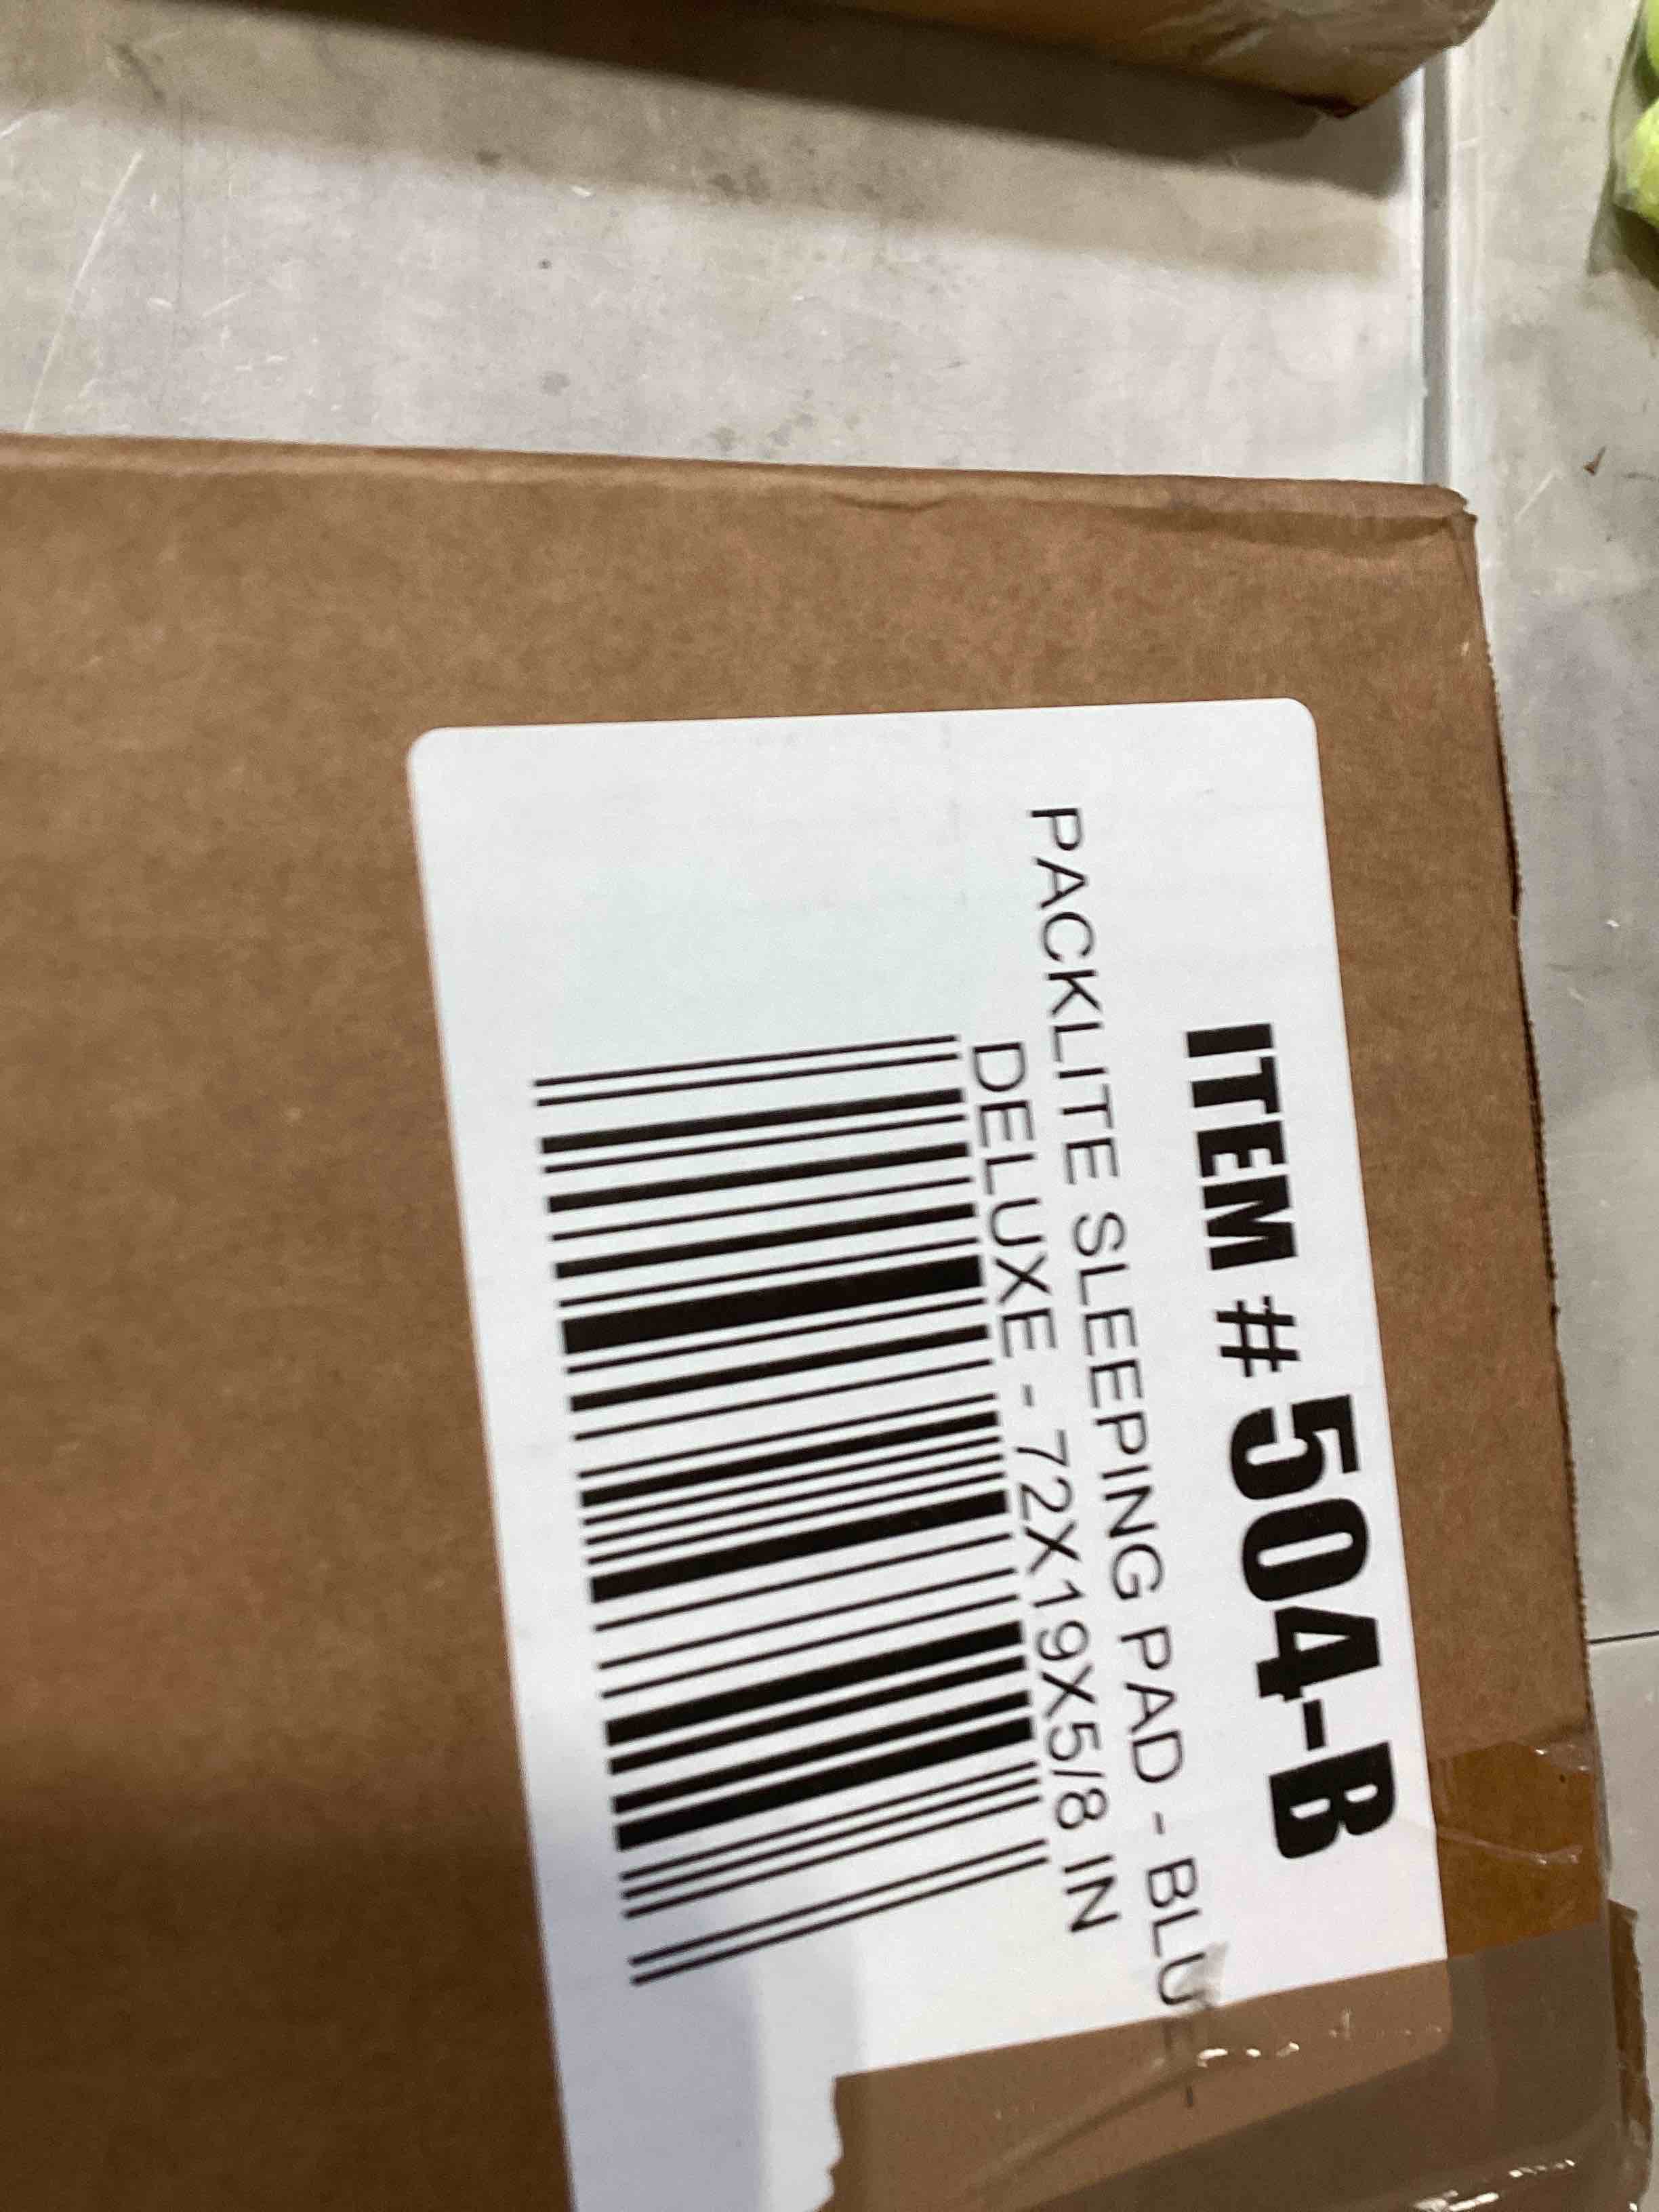 ITEM # 504-B
PACKLITE SLEEPING PAD - BLU
DELUXE - 72X19X5/8 IN